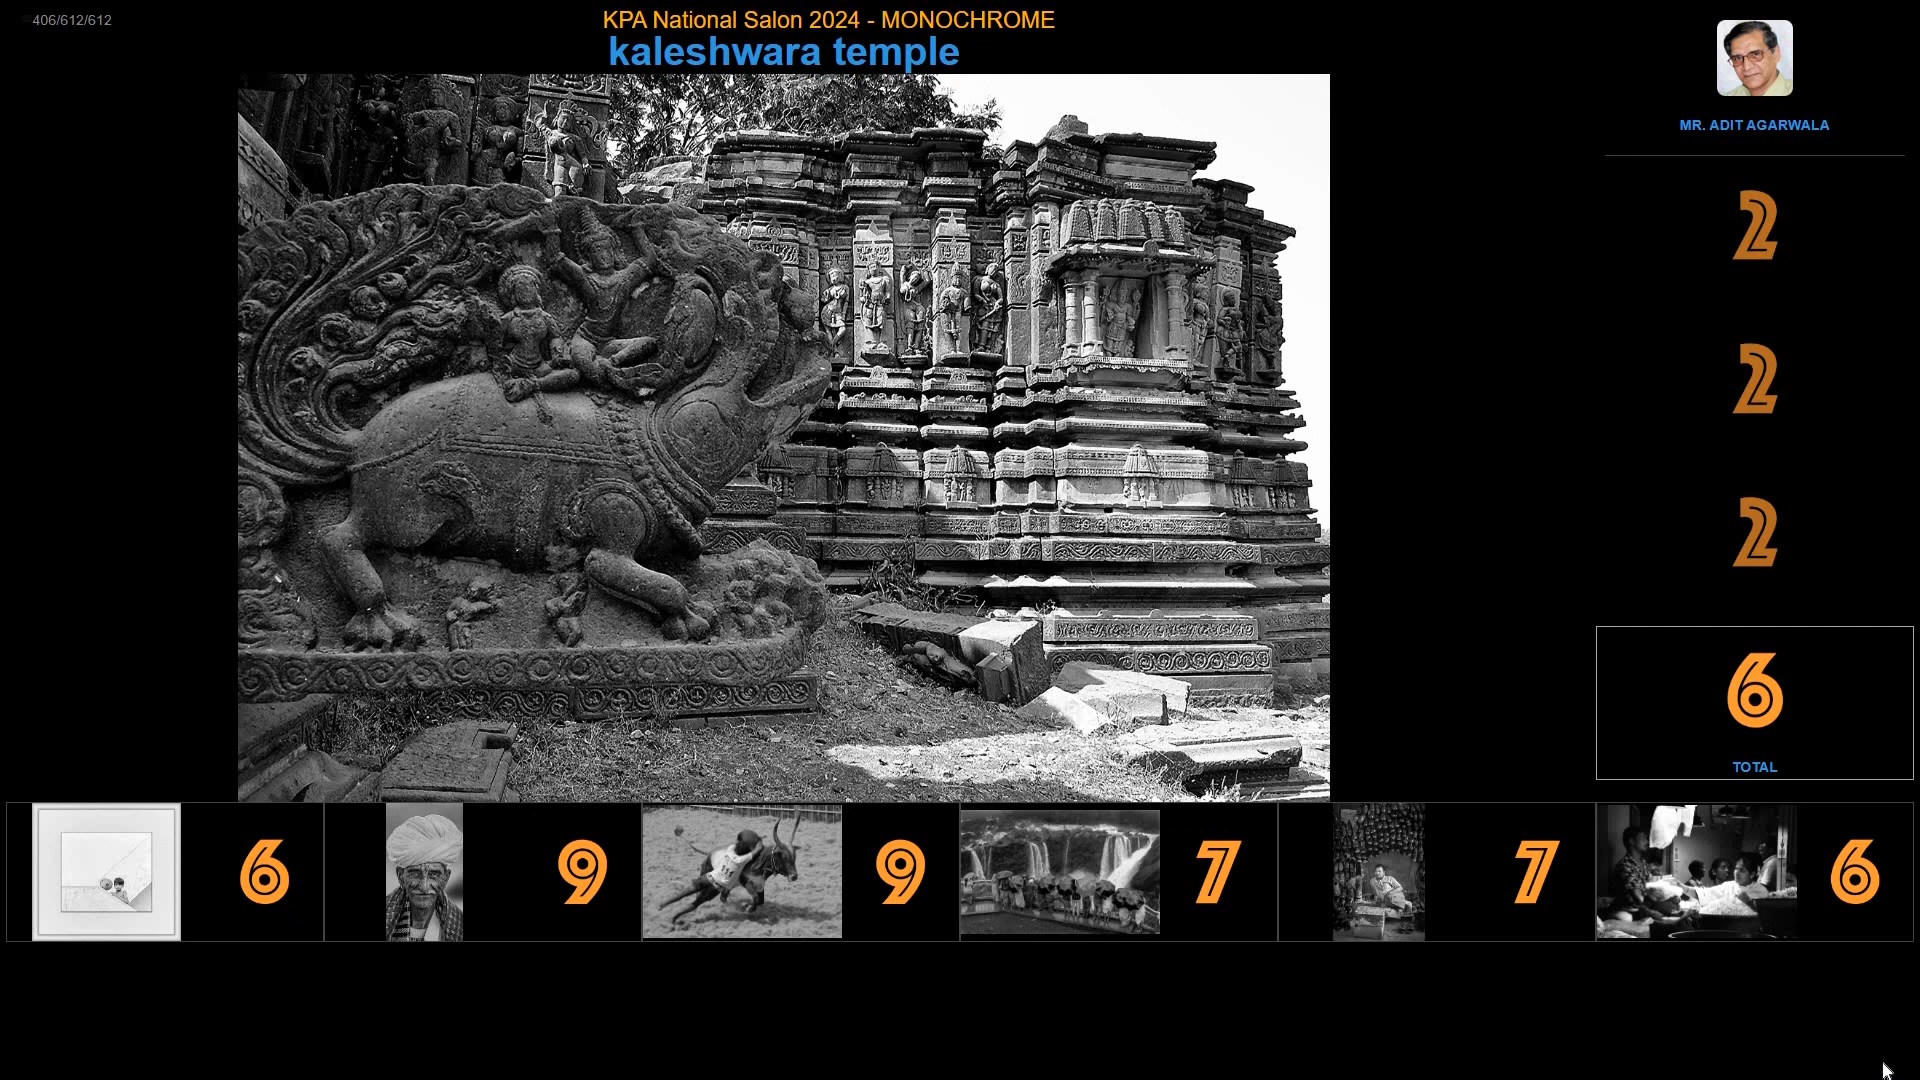 406/612/612
KPA National Salon 2024 - MONOCHROME
kaleshwara temple
MR. ADIT AGARWALA
2
2
2
6
TOTAL
6 9 9 7 7 6